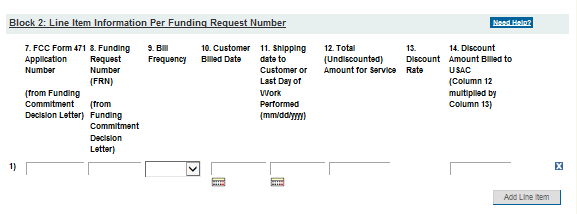 Block 2: Line Item Information Per Funding Request Number
Need Help?
7. FCC Form 471
Application
Number
(from Funding
Commitment
Decision Letter)
8. Funding
Request
Number
(FRN)
(from
Funding
Commitment
Decision
Letter)
9. Bill
Frequency
10. Customer
Billed Date
11. Shipping
date to
Customer or
Last Day of
Work
Performed
(mm/dd/yyyy)
12. Total
(Undiscounted)
Amount for Service
13.
Discount
Rate
14. Discount
Amount Billed to
USAC
(Column 12
multiplied by
Column 13)
1)
X
Add Line Item